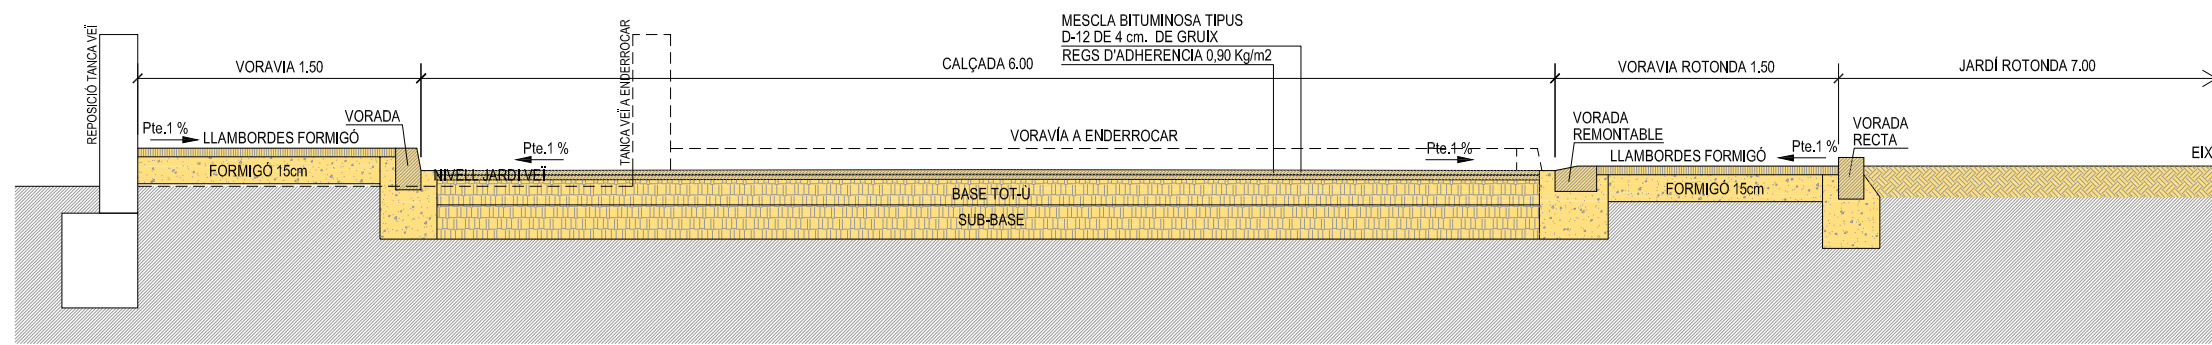 REPOSICIÓ TANCA VEÏ
VORAVIA 1.50
TANCA VEÏ A ENDERROCAR
CALÇADA 6.00
MESCLA BITUMINOSA TIPUS
D-12 DE 4 cm. DE GRUIX
REGS D'ADHERENCIA 0,90 Kg/m2
VORAVIA ROTONDA 1.50
JARDÍ ROTONDA 7.00
Pte.1 %
LLAMBORDES FORMIGÓ
VORADA
Pte.1 %
VORAVÍA A ENDERROCAR
Pte.1 %
VORADA
REMONTABLE
LLAMBORDES FORMIGÓ
Pte.1 %
VORADA
RECTA
EIX
FORMIGÓ 15cm
NIVELL JARDI VEÏ
BASE TOT-Ù
SUB-BASE
FORMIGÓ 15cm